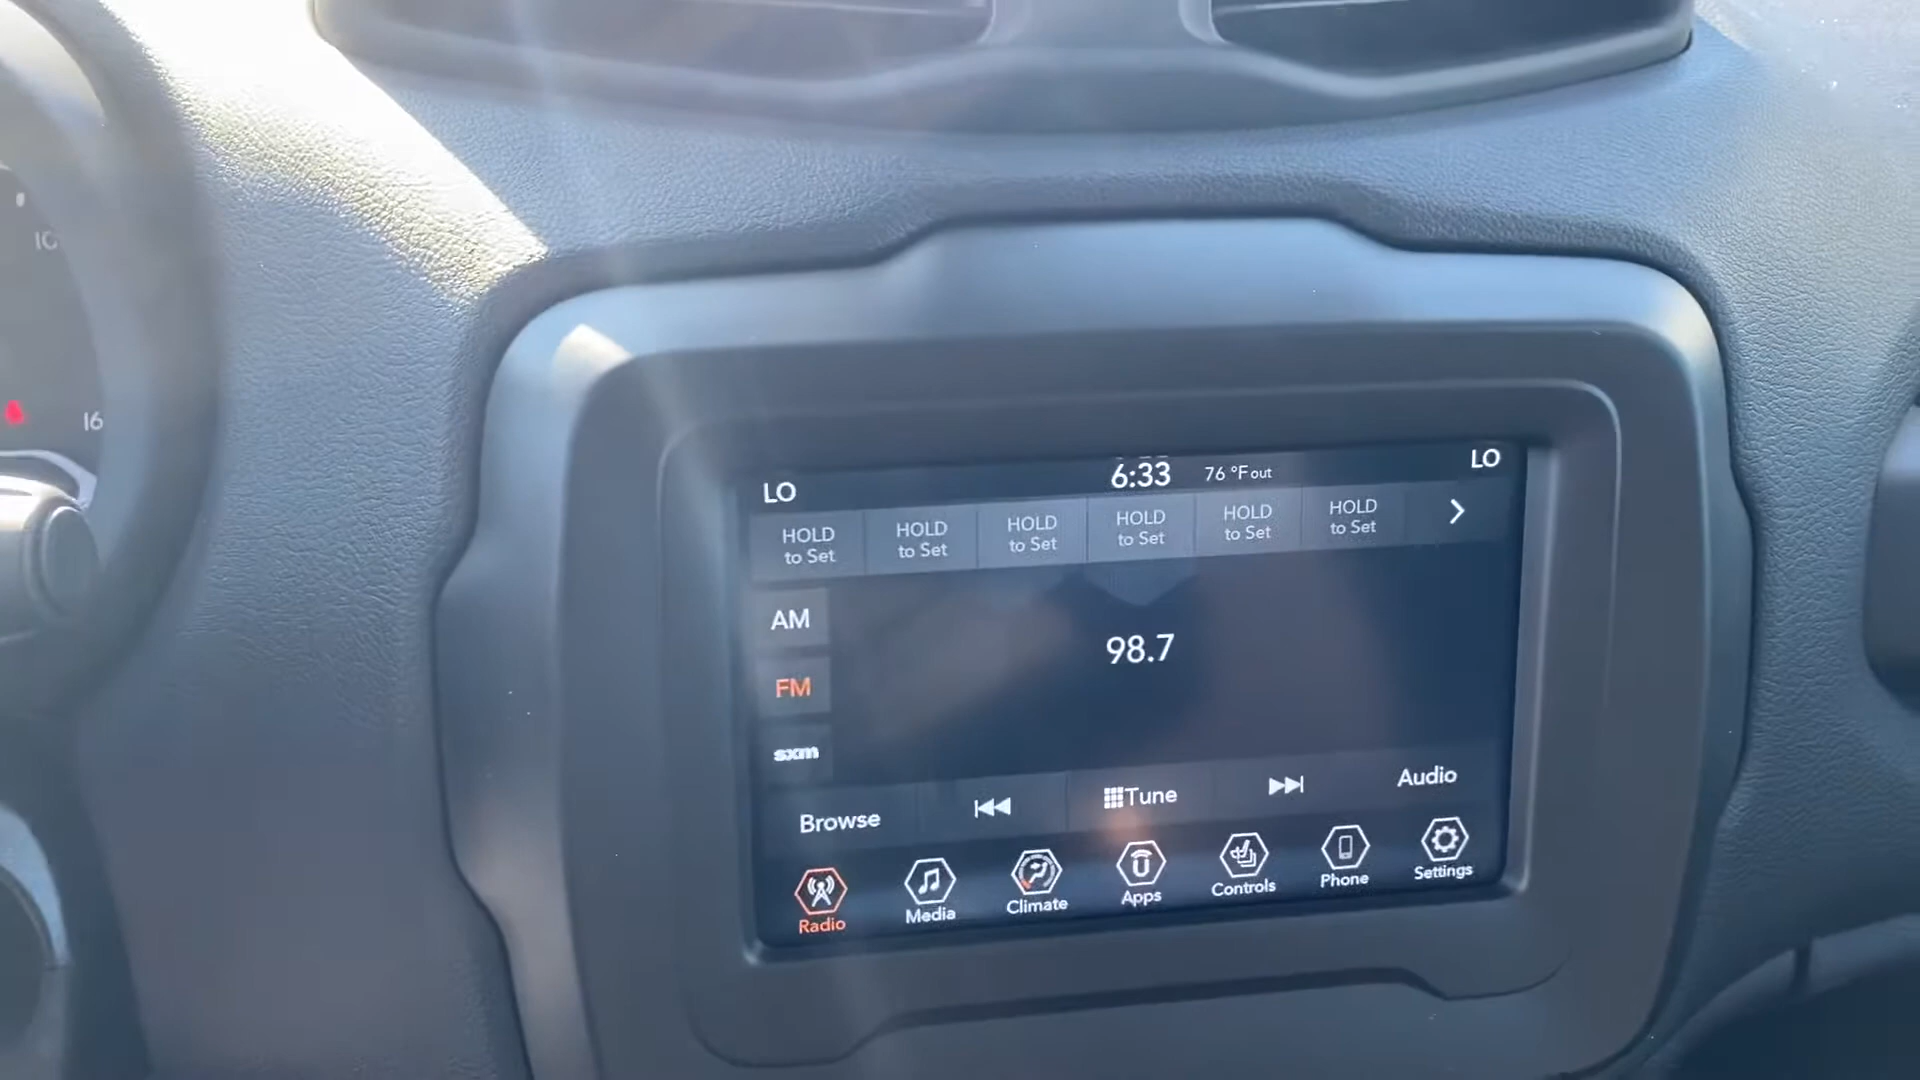 10
16
LO 6:33 76 °F out LO
HOLD to Set
HOLD to Set
HOLD to Set
HOLD to Set
HOLD to Set
HOLD to Set
AM
98.7
FM
sxm
Browse Tune Audio
Radio Media Climate Apps Controls Phone Settings